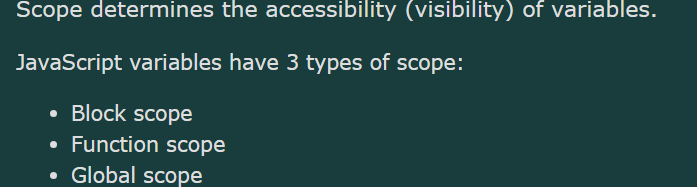 Scope determines the accessibility (visibility) of variables.
JavaScript variables have 3 types of scope:
• Block scope
• Function scope
• Global scope